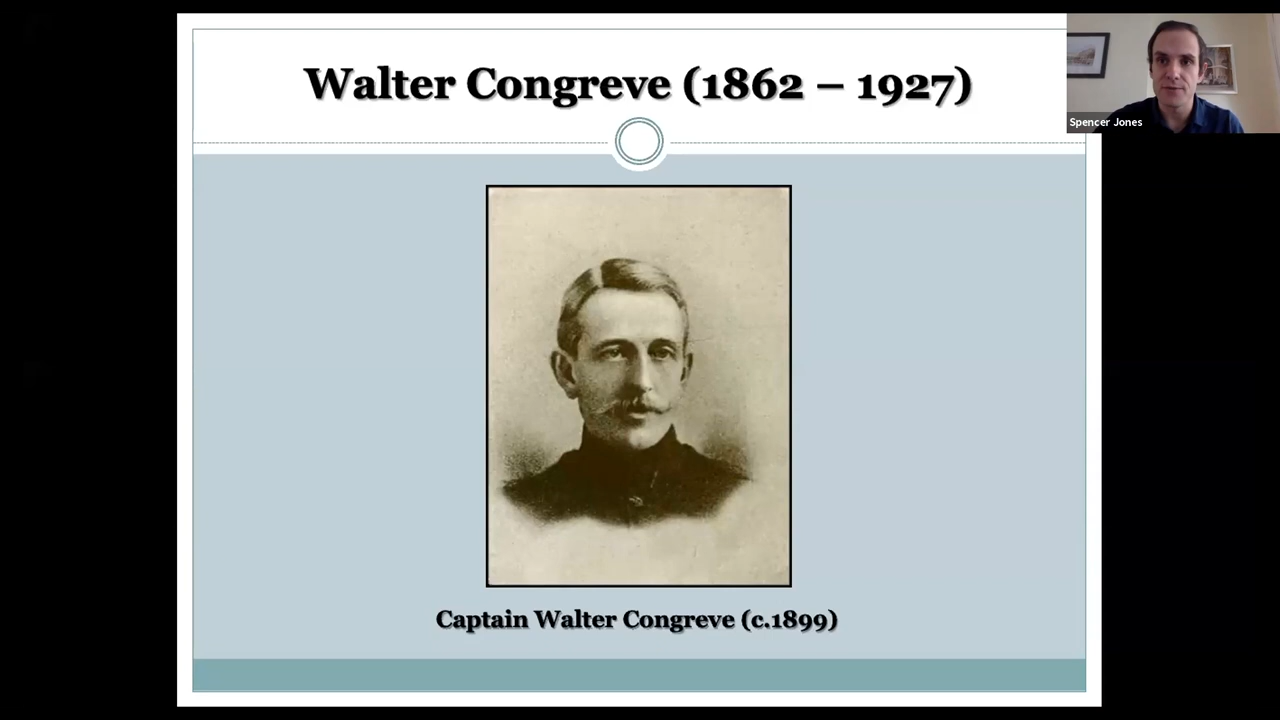 Walter Congreve (1862 – 1927)
Spencer Jones
Captain Walter Congreve (c.1899)